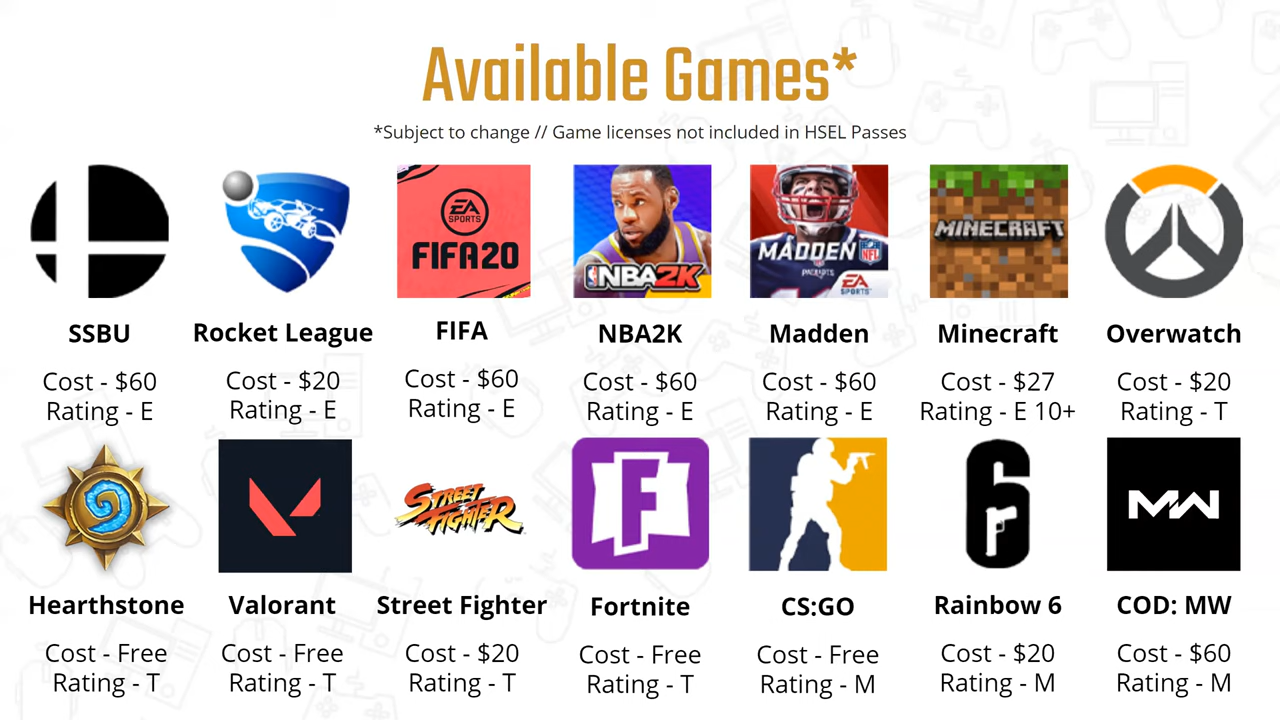 Available Games*
*Subject to change // Game licenses not included in HSEL Passes
EA
SPORTS
FIFA20
NBA2K
MADDEN NFL
PATRIOTS
EA
SPORTS
MINECRAFT
SSBU Rocket League FIFA NBA2K Madden Minecraft Overwatch
Cost - $60 Cost - $20 Cost - $60 Cost - $60 Cost - $60 Cost - $27 Cost - $20
Rating - E Rating - E Rating - E Rating - E Rating - E Rating - E 10+ Rating - T
STREET
FIGHTER
F
6
MW
Hearthstone Valorant Street Fighter Fortnite CS:GO Rainbow 6 COD: MW
Cost - Free Cost - Free Cost - $20 Cost - Free Cost - Free Cost - $20 Cost - $60
Rating - T Rating - T Rating - T Rating - T Rating - M Rating - M Rating - M